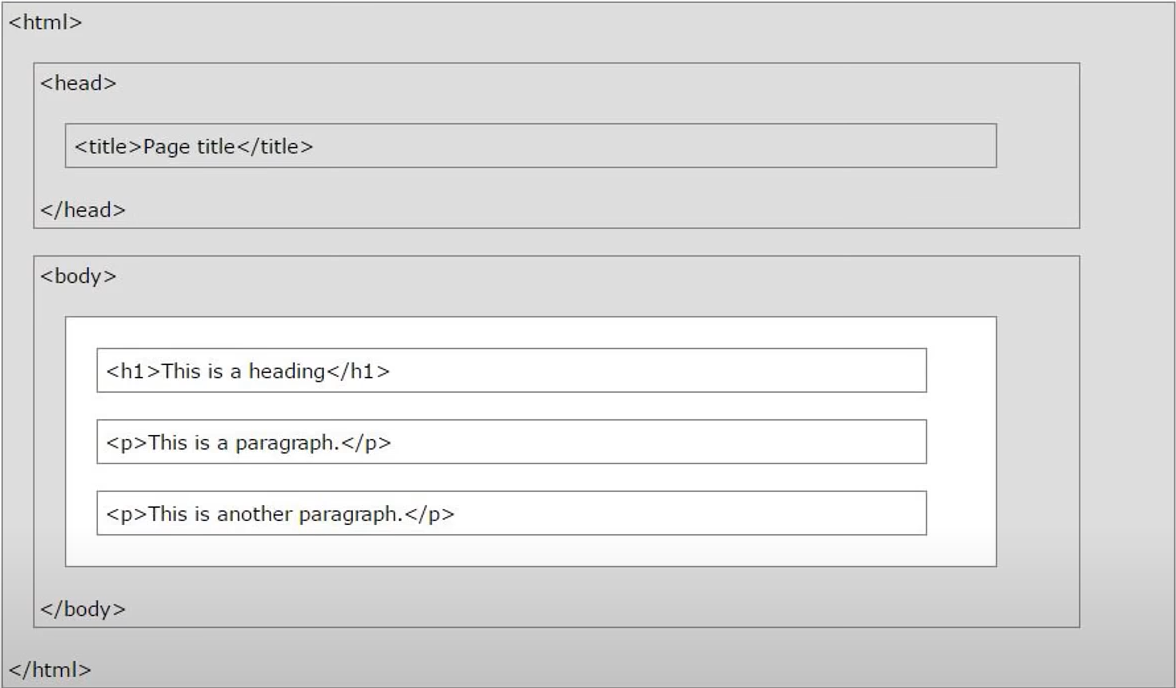 <html>
<head>
<title>Page title</title>
</head>
<body>
<h1>This is a heading</h1>
<p>This is a paragraph.</p>
<p>This is another paragraph.</p>
</body>
</html>